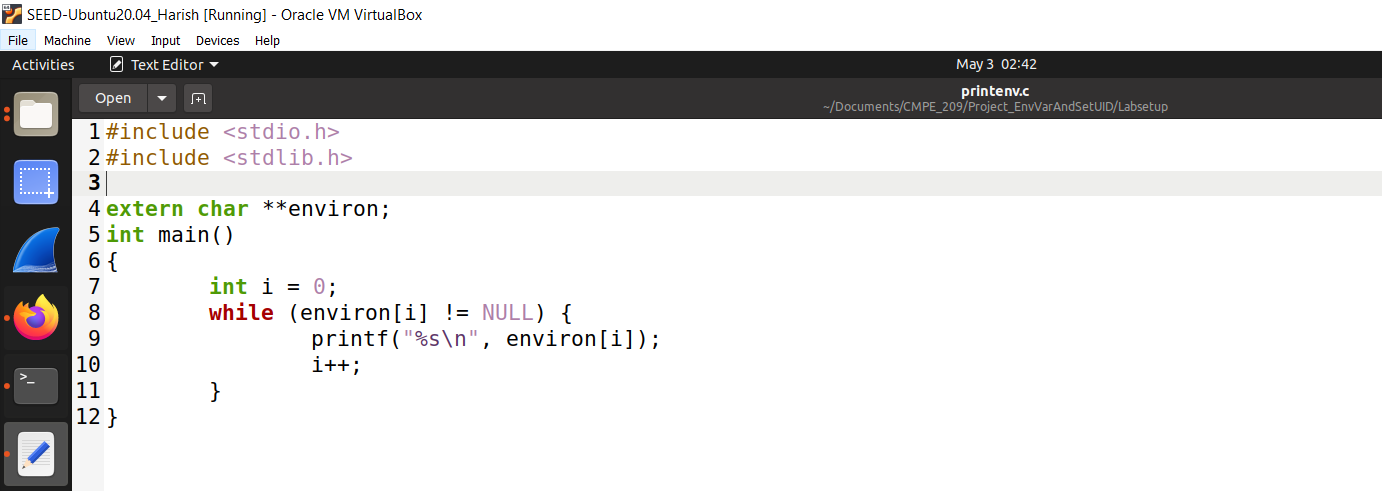 SEED-Ubuntu20.04_Harish [Running] - Oracle VM VirtualBox
File Machine View Input Devices Help
Activities Text Editor May 3 02:42
Open printenv.c
~/Documents/CMPE_209/Project_EnvVarAndSetUID/Labsetup
1 #include <stdio.h>
2 #include <stdlib.h>
3
4 extern char **environ;
5 int main()
6 {
7         int i = 0;
8         while (environ[i] != NULL) {
9                 printf("%s\n", environ[i]);
10                 i++;
11         }
12 }
>_